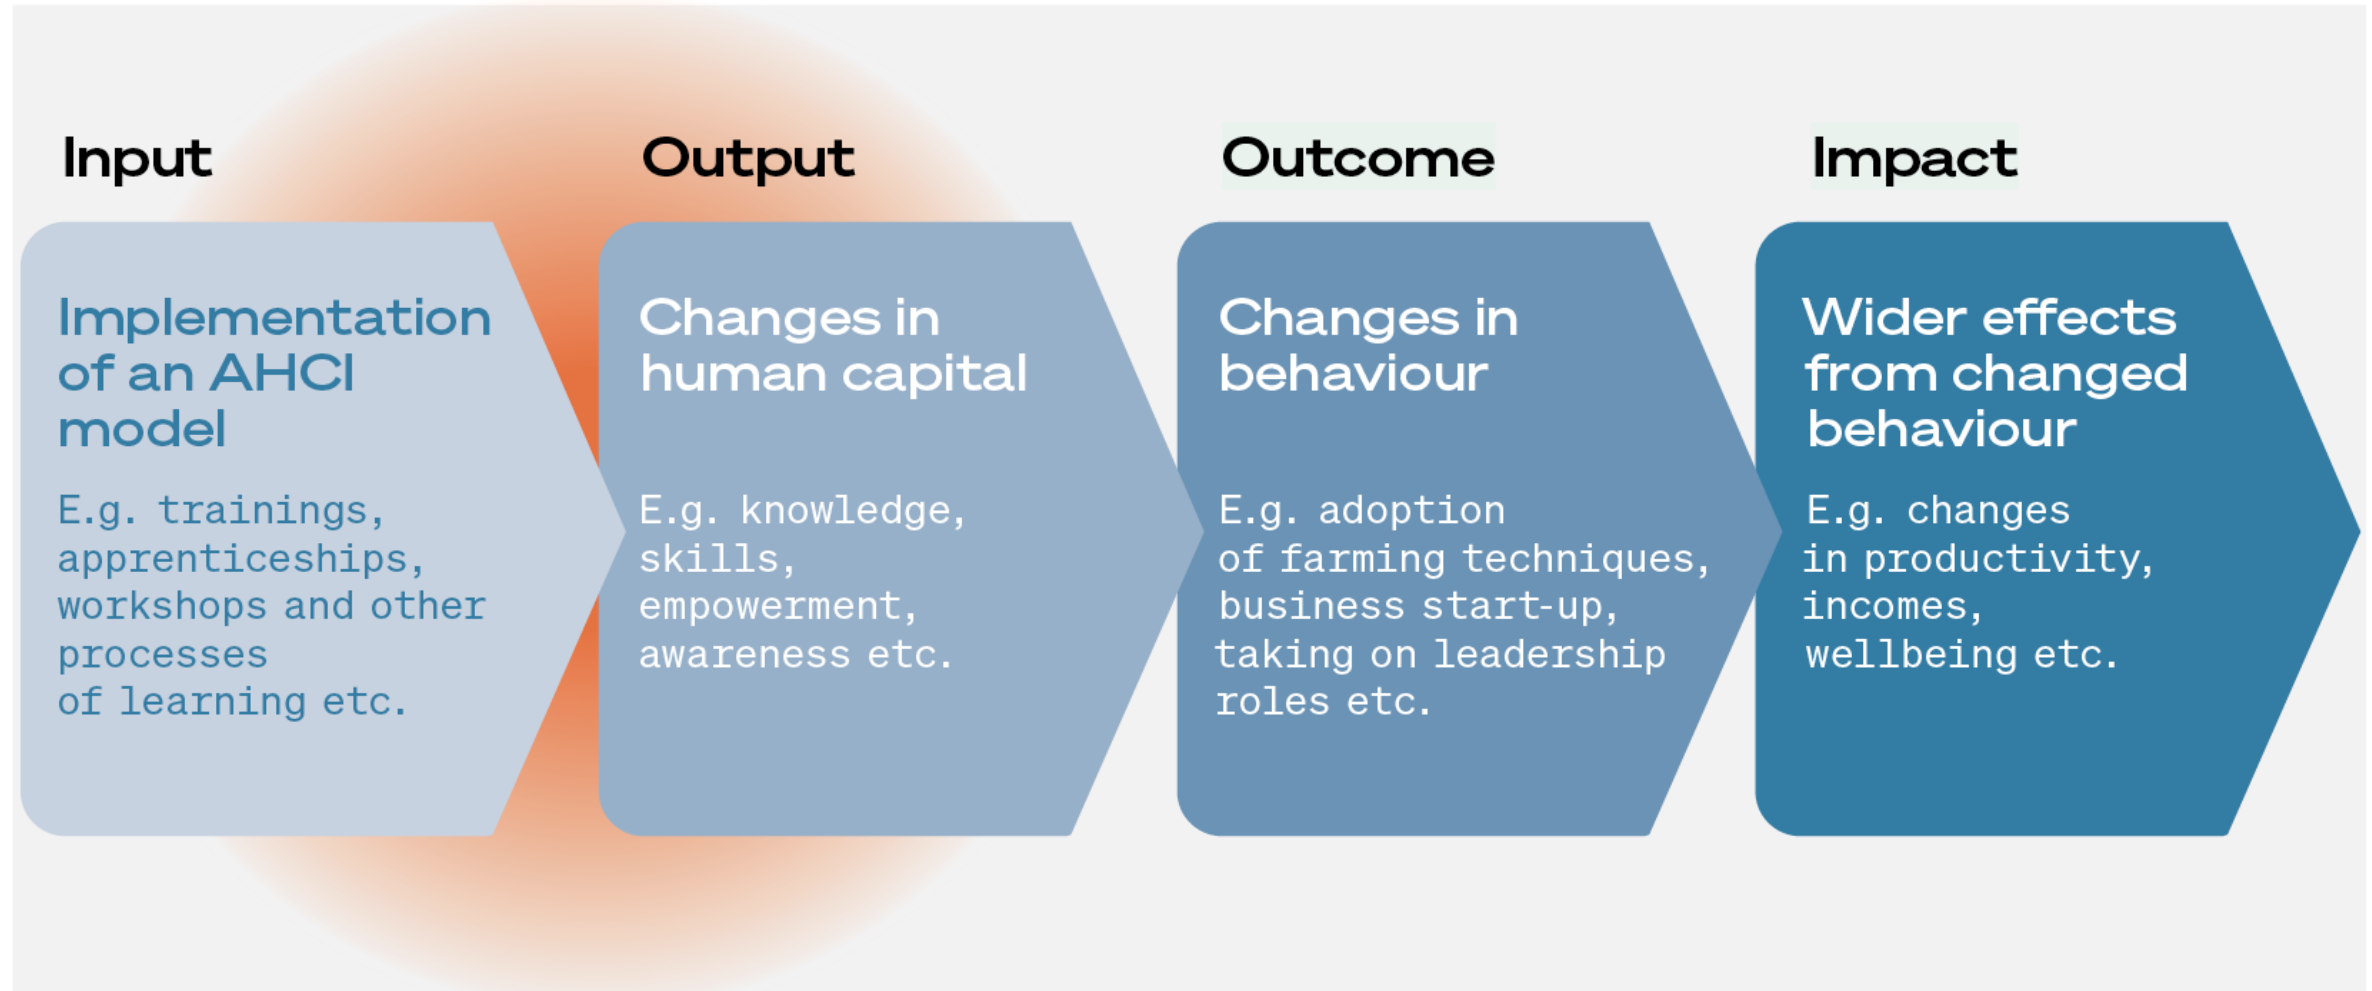 Input
Implementation
of an AHCI
model
E.g. trainings,
apprenticeships,
workshops and other
processes
of learning etc.
Output
Changes in
human capital
E.g. knowledge,
skills,
empowerment,
awareness etc.
Outcome
Changes in
behaviour
E.g. adoption
of farming techniques,
business start-up,
taking on leadership
roles etc.
Impact
Wider effects
from changed
behaviour
E.g. changes
in productivity,
incomes,
wellbeing etc.